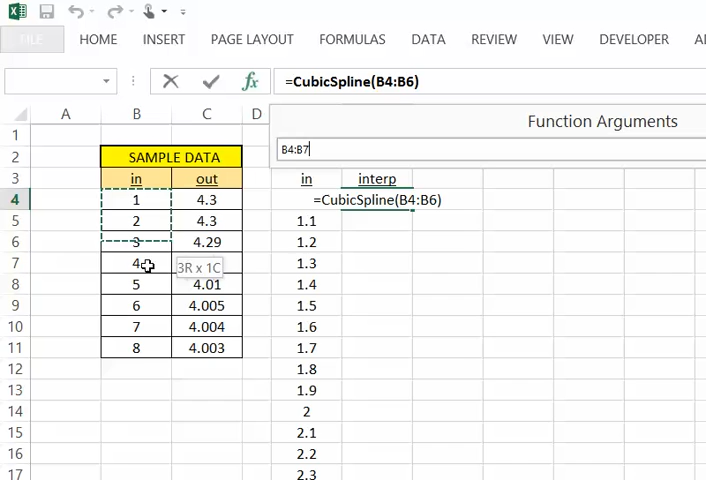 FILE HOME INSERT PAGE LAYOUT FORMULAS DATA REVIEW VIEW DEVELOPER
fx =CubicSpline(B4:B6)
A B C D
Function Arguments
B4:B7
1
2 SAMPLE DATA
3 in out in interp
4 1 4.3 =CubicSpline(B4:B6)
5 2 4.3 1.1
6 3 4.29 1.2
7 4 3R x 1C 1.3
8 5 4.01 1.4
9 6 4.005 1.5
10 7 4.004 1.6
11 8 4.003 1.7
12 1.8
13 1.9
14 2
15 2.1
16 2.2
17 2.3